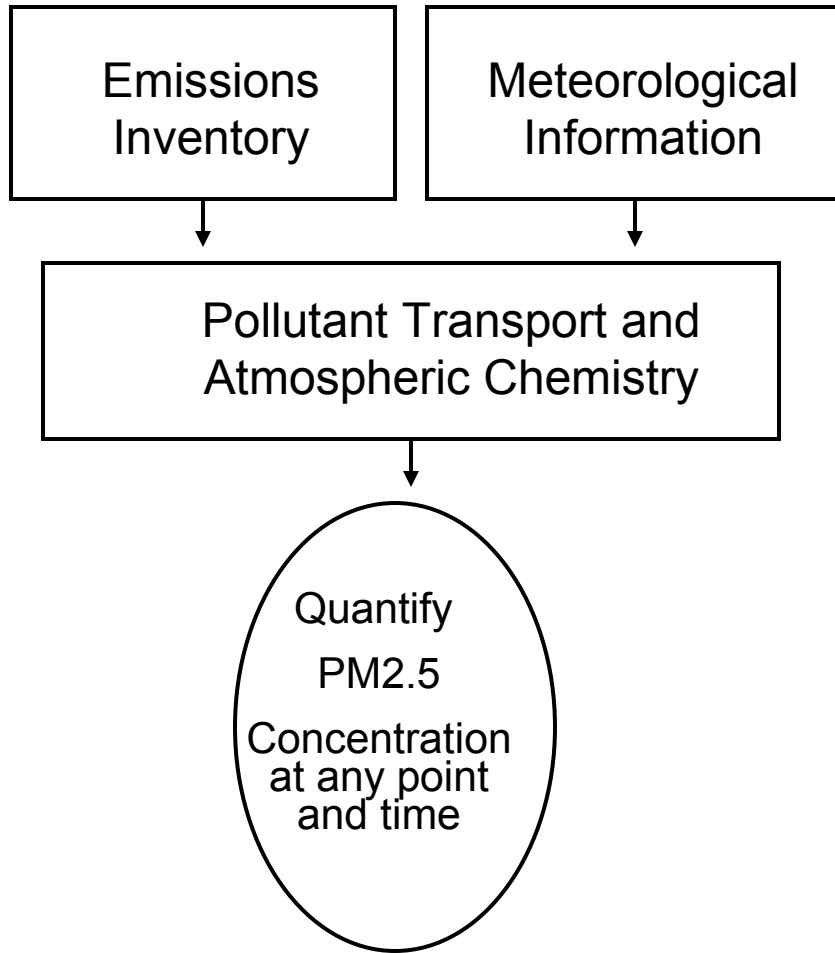 Emissions
Inventory
Meteorological
Information
Pollutant Transport and
Atmospheric Chemistry
Quantify
PM2.5
Concentration
at any point
and time